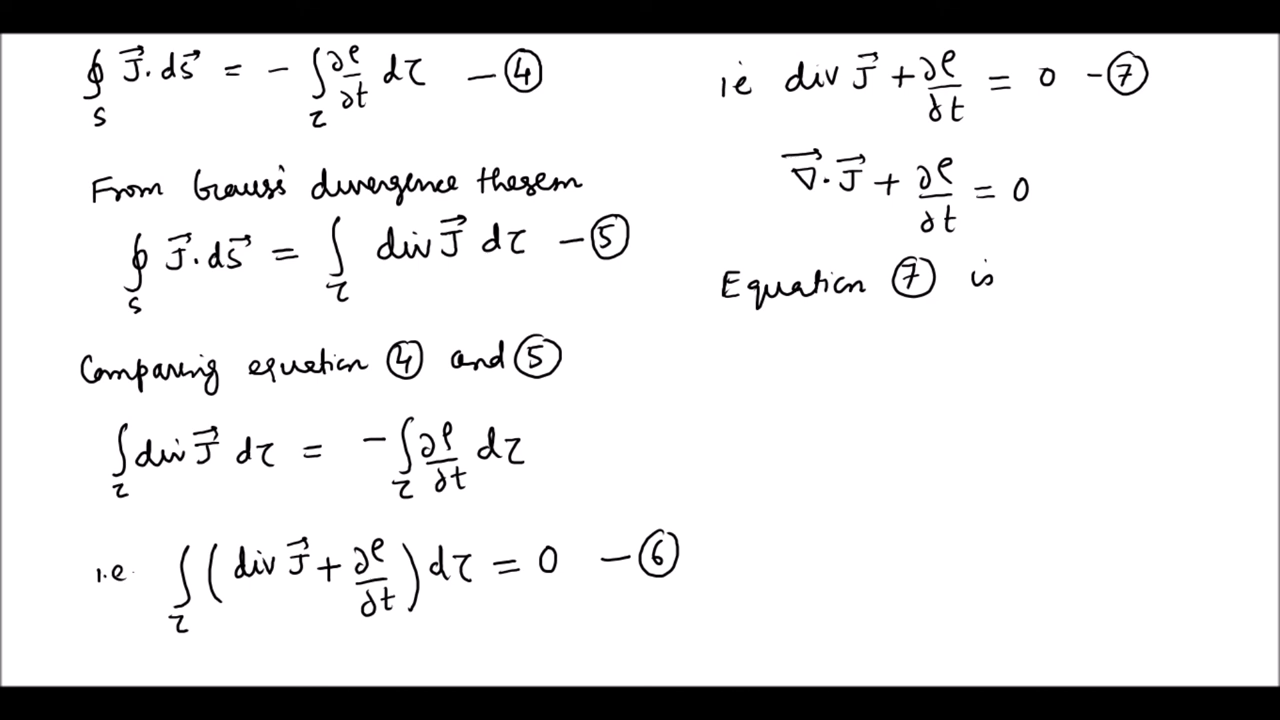 ∮_S J⃗. ds⃗ = - ∫_τ ∂ρ/∂t dτ — ④
From Gauss's divergence theorem
∮_S J⃗. ds⃗ = ∫_τ div J⃗ dτ — ⑤
Comparing equation ④ and ⑤
∫_τ div J⃗ dτ = - ∫_τ ∂ρ/∂t dτ
i.e. ∫_τ (div J⃗ + ∂ρ/∂t) dτ = 0 — ⑥
ie div J⃗ + ∂ρ/∂t = 0 - ⑦
∇⃗. J⃗ + ∂ρ/∂t = 0
Equation ⑦ is